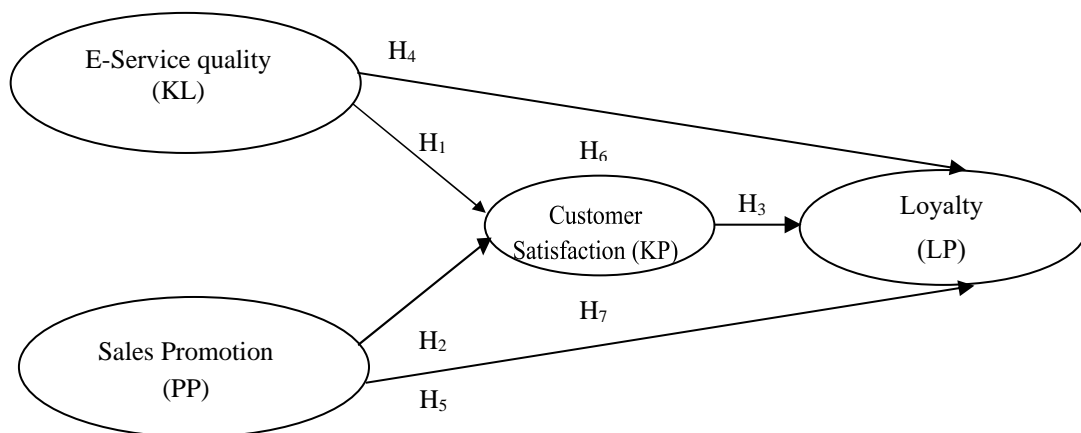 E-Service quality
(KL)
H₄
H₁
H₆
Customer
Satisfaction (KP)
H₃
Loyalty
(LP)
Sales Promotion
(PP)
H₂
H₇
H₅